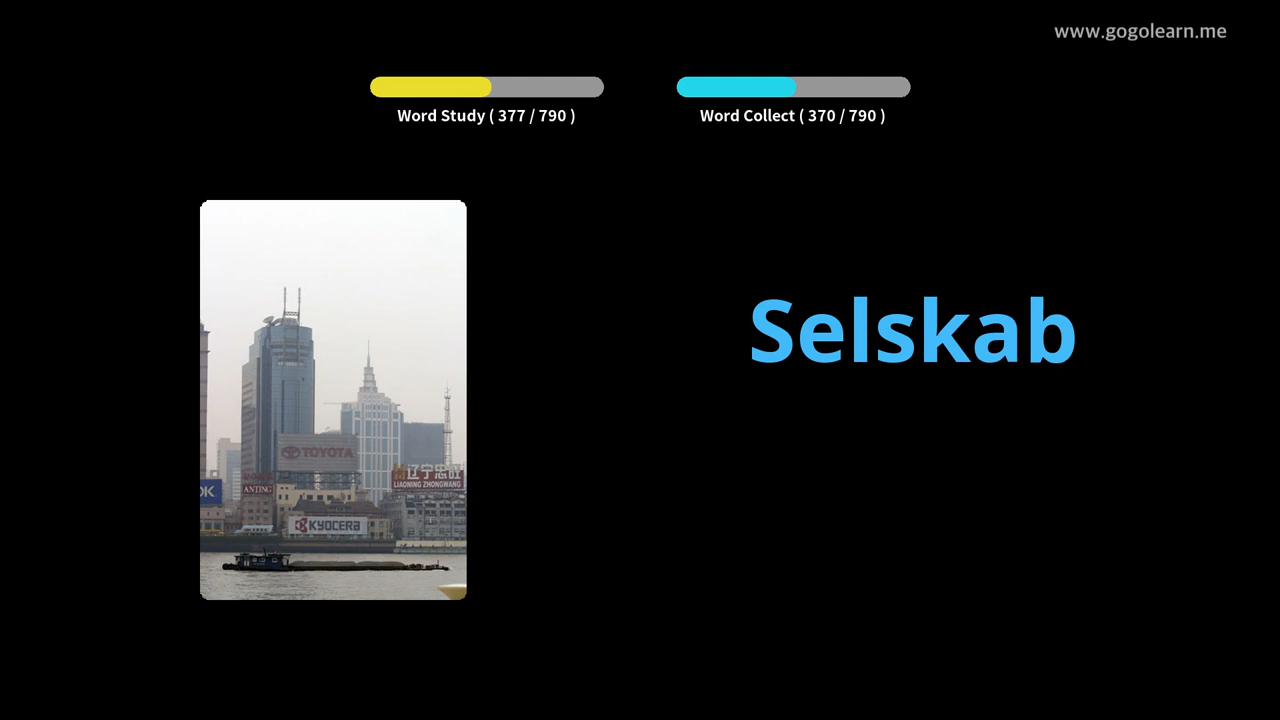 www.gogolearn.me
Word Study ( 377 / 790 )
Word Collect ( 370 / 790 )
Selskab
TOYOTA
辽宁忠旺
LIAONING ZHONGWANG
ANTING
KYOCERA